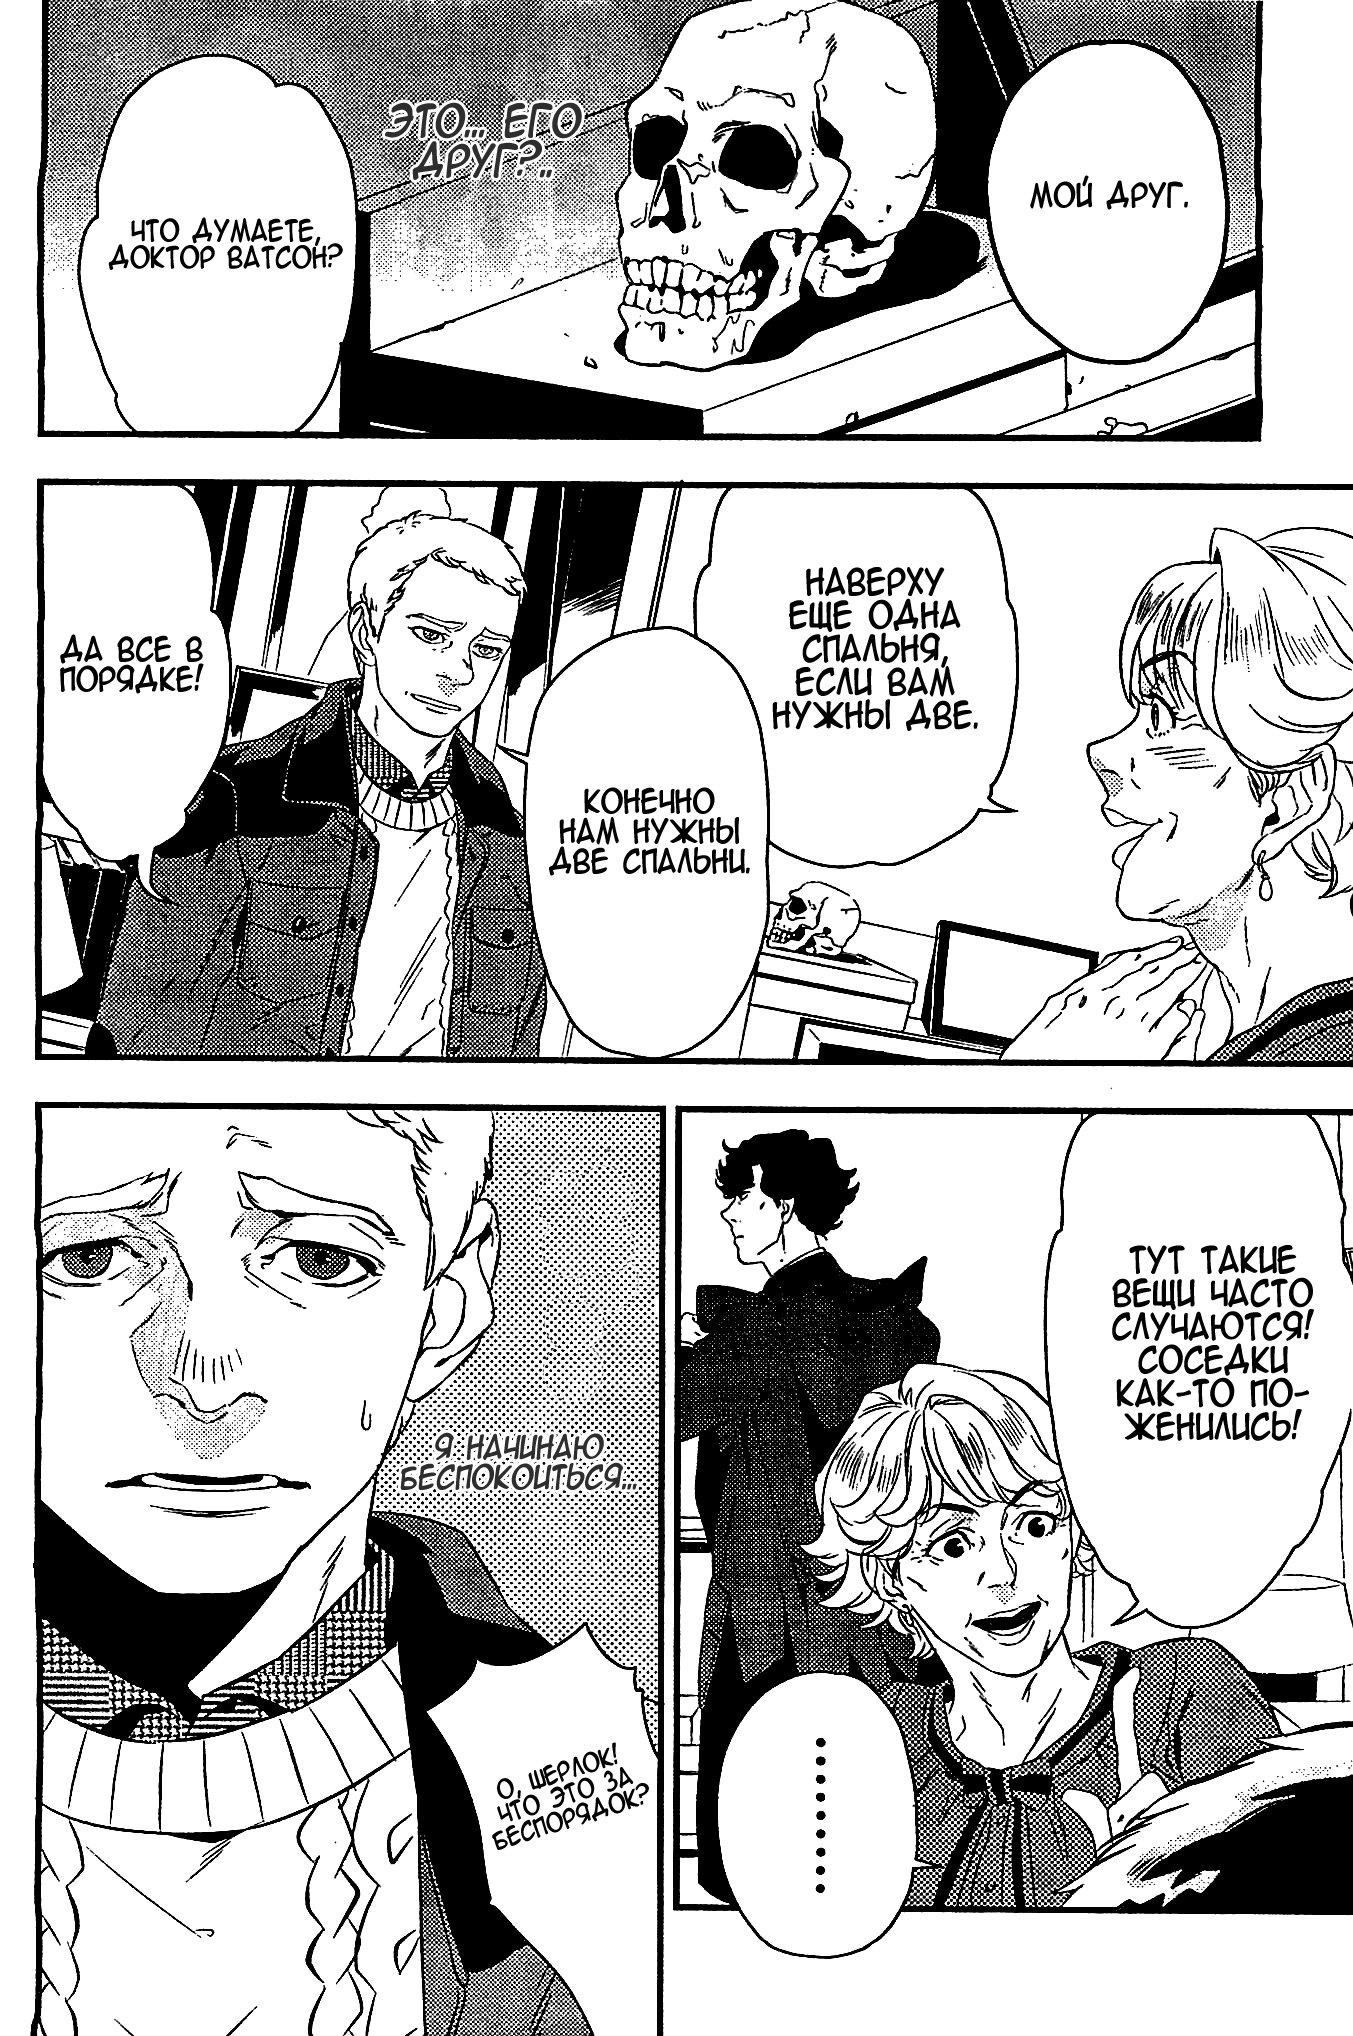 МОЙ ДРУГ.
ЭТО... ЕГО
ДРУГ?..
ЧТО ДУМАЕТЕ,
ДОКТОР ВАТСОН?
НАВЕРХУ
ЕЩЕ ОДНА
СПАЛЬНЯ,
ЕСЛИ ВАМ
НУЖНЫ ДВЕ.
КОНЕЧНО
НАМ НУЖНЫ
ДВЕ СПАЛЬНИ.
ДА ВСЕ В
ПОРЯДКЕ!
ТУТ ТАКИЕ
ВЕЩИ ЧАСТО
СЛУЧАЮТСЯ!
СОСЕДКИ
КАК-ТО ПО-
ЖЕНИЛИСЬ!
.........
Я НАЧИНАЮ
БЕСПОКОИТЬСЯ...
О, ШЕРЛОК!
ЧТО ЭТО ЗА
БЕСПОРЯДОК?